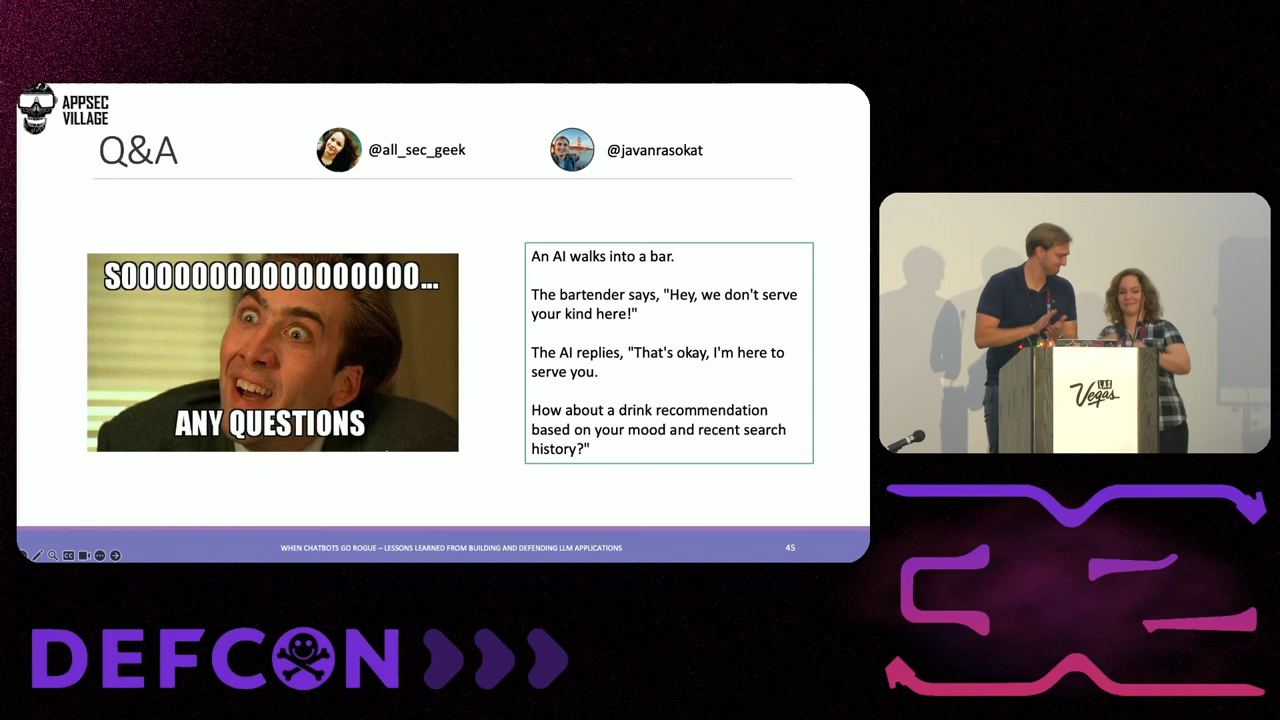 APPSEC
VILLAGE
Q&A
@all_sec_geek
@javanrasokat
SOOOOOOOOOOOOOOOOO...
ANY QUESTIONS
An AI walks into a bar.
The bartender says, "Hey, we don't serve
your kind here!"
The AI replies, "That's okay, I'm here to
serve you.
How about a drink recommendation
based on your mood and recent search
history?"
WHEN CHATBOTS GO ROGUE – LESSONS LEARNED FROM BUILDING AND DEFENDING LLM APPLICATIONS
45
LAS
Vegas
DEFCON